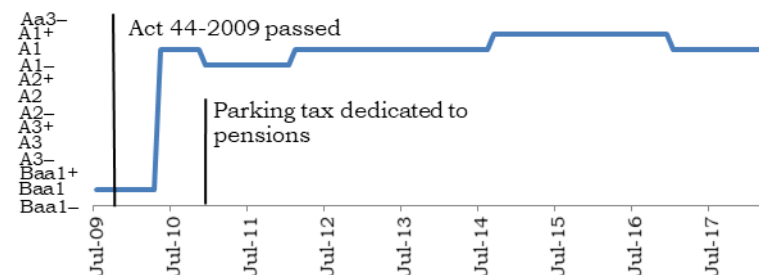 Aa3–
A1+
A1
A1–
A2+
A2
A2–
A3+
A3
A3–
Baa1+
Baa1
Baa1–
Act 44-2009 passed
Parking tax dedicated to
pensions
Jul-09
Jul-10
Jul-11
Jul-12
Jul-13
Jul-14
Jul-15
Jul-16
Jul-17